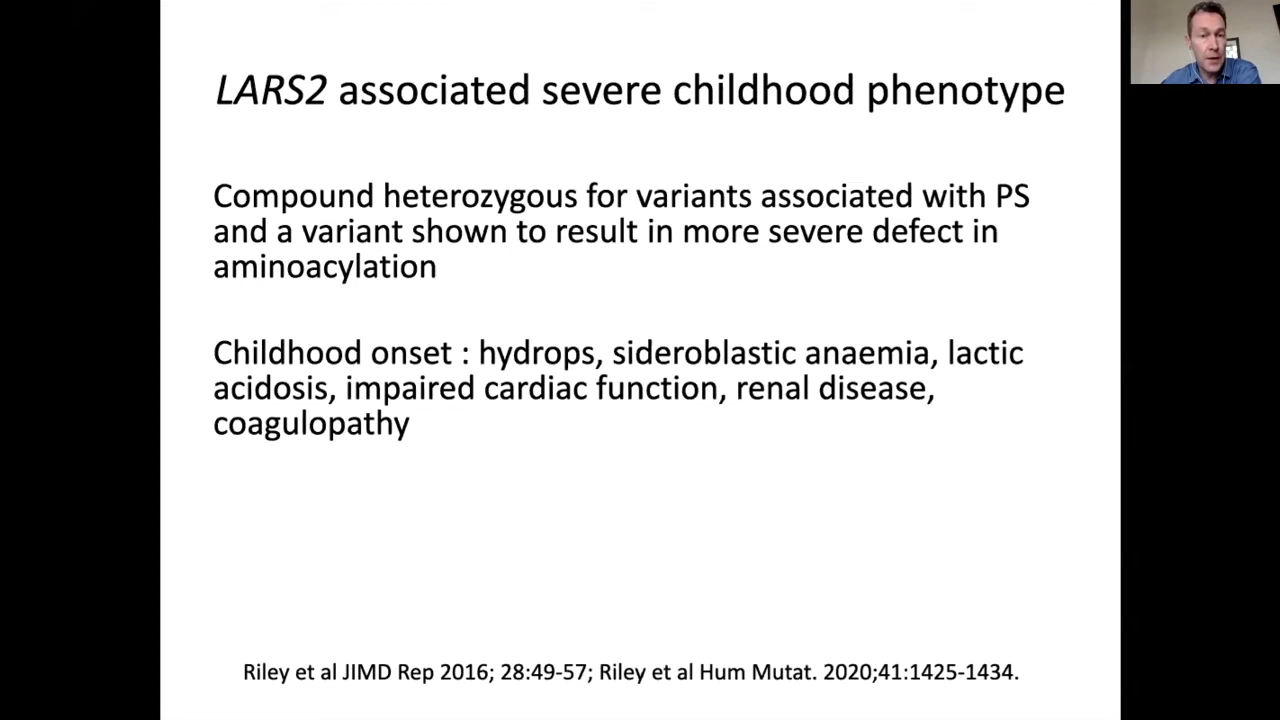 LARS2 associated severe childhood phenotype
Compound heterozygous for variants associated with PS
and a variant shown to result in more severe defect in
aminoacylation
Childhood onset : hydrops, sideroblastic anaemia, lactic
acidosis, impaired cardiac function, renal disease,
coagulopathy
Riley et al JIMD Rep 2016; 28:49-57; Riley et al Hum Mutat. 2020;41:1425-1434.